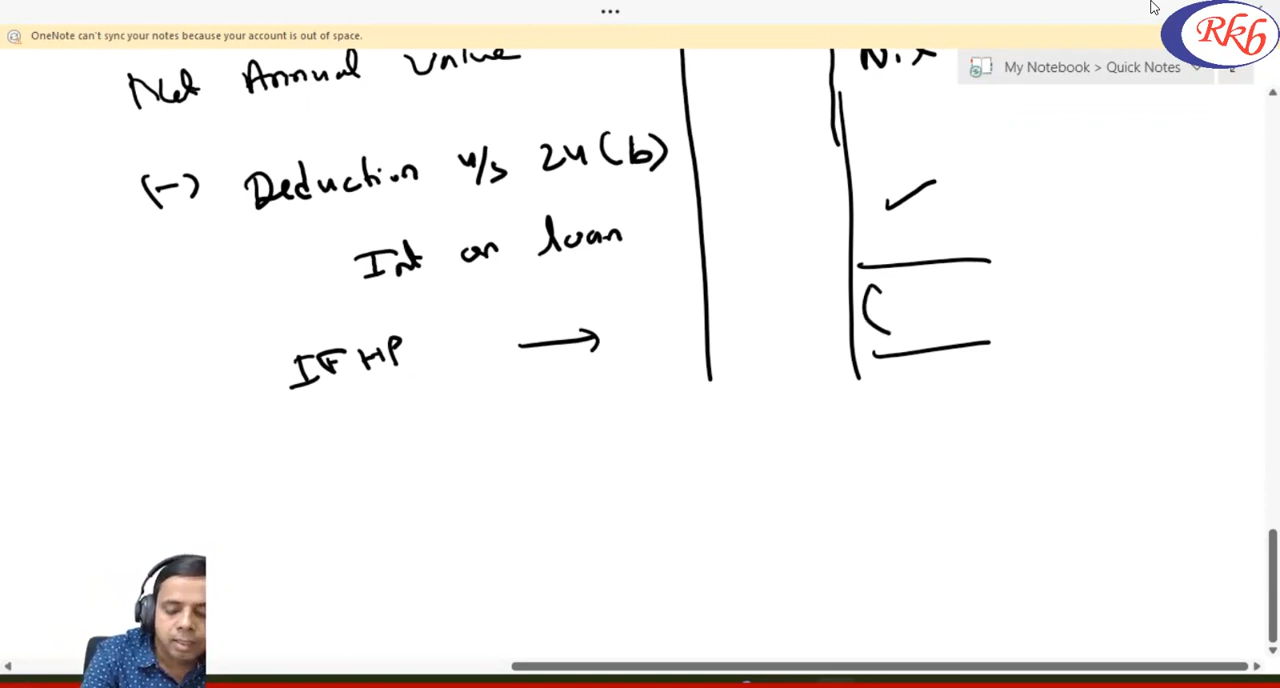 OneNote can't sync your notes because your account is out of space.
Rkb
My Notebook > Quick Notes
Net Annual Value
(-) Deduction u/s 24(b)
Int on loan
IFHP →
(